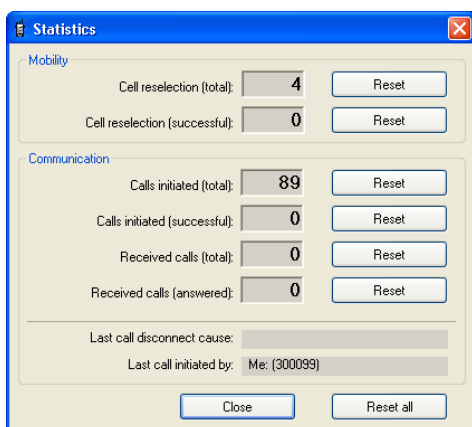 Statistics
Mobility
Cell reselection (total): 4 Reset
Cell reselection (successful): 0 Reset
Communication
Calls initiated (total): 89 Reset
Calls initiated (successful): 0 Reset
Received calls (total): 0 Reset
Received calls (answered): 0 Reset
Last call disconnect cause:
Last call initiated by: Me: (300099)
Close Reset all